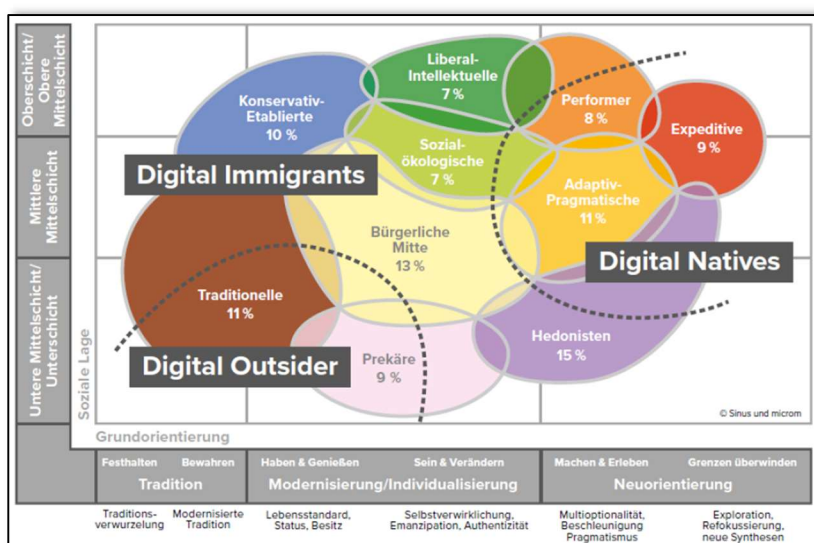 Oberschicht/
Obere
Mittelschicht
Mittlere
Mittelschicht
Untere Mittelschicht/
Unterschicht
Soziale Lage
Konservativ-
Etablierte
10 %
Liberal-
Intellektuelle
7 %
Performer
8 %
Expeditive
9 %
Sozial-
ökologische
7 %
Adaptiv-
Pragmatische
11 %
Digital Immigrants
Bürgerliche
Mitte
13 %
Digital Natives
Traditionelle
11 %
Hedonisten
15 %
Digital Outsider
Prekäre
9 %
© Sinus und microm
Grundorientierung
Festhalten
Bewahren
Haben & Genießen
Sein & Verändern
Machen & Erleben
Grenzen überwinden
Tradition
Modernisierung/Individualisierung
Neuorientierung
Traditions-
verwurzelung
Modernisierte
Tradition
Lebensstandard,
Status, Besitz
Selbstverwirklichung,
Emanzipation, Authentizität
Multioptionalität,
Beschleunigung
Pragmatismus
Exploration,
Refokussierung,
neue Synthesen